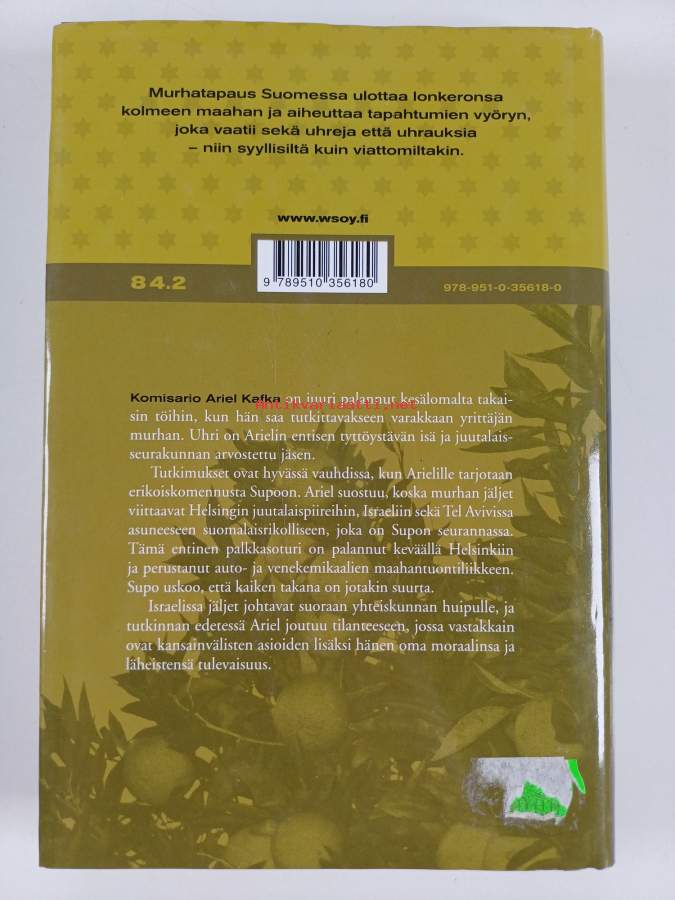 Murhatapaus Suomessa ulottaa lonkeronsa
kolmeen maahan ja aiheuttaa tapahtumien vyöryn,
joka vaatii sekä uhreja että uhrauksia
– niin syyllisiltä kuin viattomiltakin.
www.wsoy.fi
9 789510 356180
84.2
978-951-0-35618-0
Komisario Ariel Kafka on juuri palannut kesälomalta takai-
antikvariaatti.net
sin töihin, kun hän saa tutkittavakseen varakkaan yrittäjän
murhan. Uhri on Arielin entisen tyttöystävän isä ja juutalais-
seurakunnan arvostettu jäsen.
Tutkimukset ovat hyvässä vauhdissa, kun Arielille tarjotaan
erikoiskomennusta Supoon. Ariel suostuu, koska murhan jäljet
viittaavat Helsingin juutalaispiireihin, Israeliin sekä Tel Avivissa
asuneeseen suomalaisrikolliseen, joka on Supon seurannassa.
Tämä entinen palkkasoturi on palannut keväällä Helsinkiin
ja perustanut auto- ja venekemikaalien maahantuontiliikkeen.
Supo uskoo, että kaiken takana on jotakin suurta.
Israelissa jäljet johtavat suoraan yhteiskunnan huipulle, ja
tutkinnan edetessä Ariel joutuu tilanteeseen, jossa vastakkain
ovat kansainvälisten asioiden lisäksi hänen oma moraalinsa ja
läheistensä tulevaisuus.